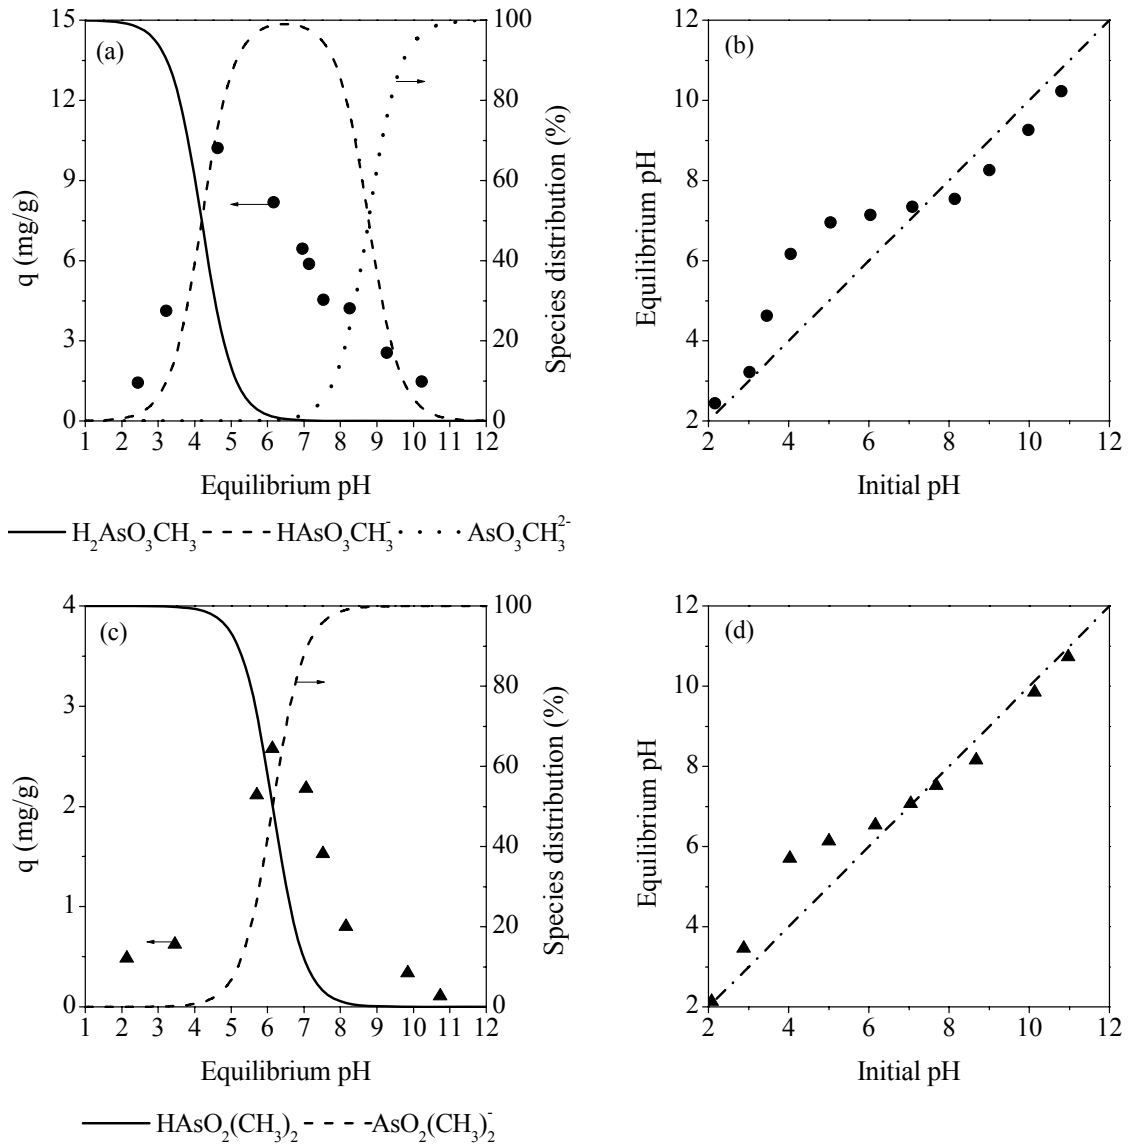 (a)
15
12
9
6
3
0
q (mg/g)
100
80
60
40
20
0
Species distribution (%)
1 2 3 4 5 6 7 8 9 10 11 12
Equilibrium pH
H₂AsO₃CH₃ HAsO₃CH₃⁻ AsO₃CH₃²⁻
(b)
12
10
8
6
4
2
Equilibrium pH
2 4 6 8 10 12
Initial pH
(c)
4
3
2
1
0
q (mg/g)
100
80
60
40
20
0
Species distribution (%)
1 2 3 4 5 6 7 8 9 10 11 12
Equilibrium pH
HAsO₂(CH₃)₂ AsO₂(CH₃)₂⁻
(d)
12
10
8
6
4
2
Equilibrium pH
2 4 6 8 10 12
Initial pH